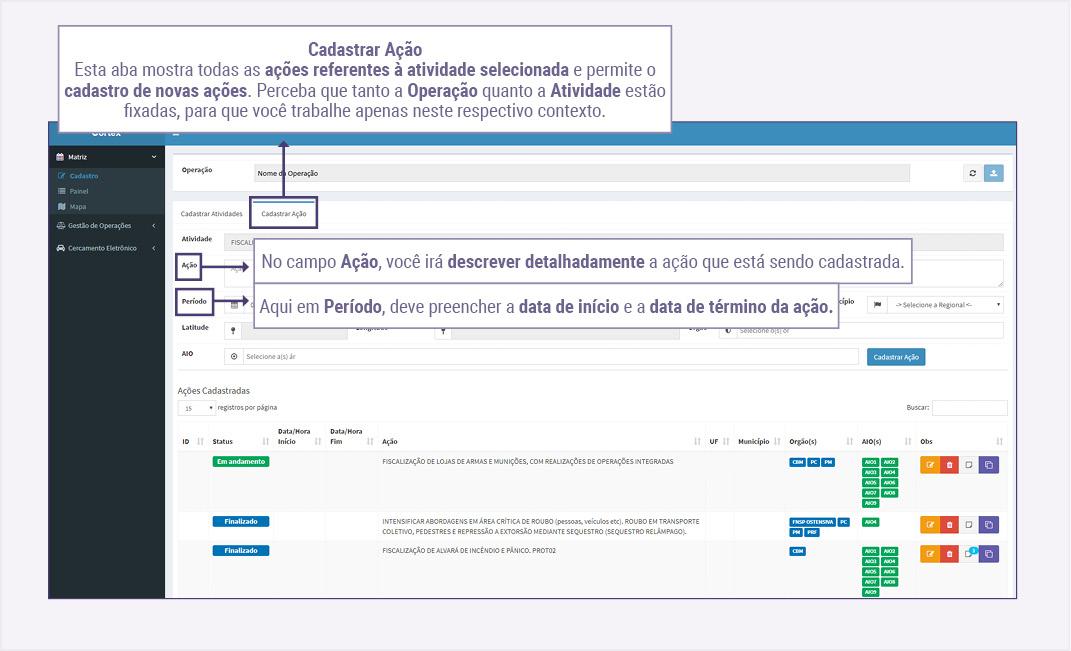 Cadastrar Ação
Esta aba mostra todas as ações referentes à atividade selecionada e permite o
cadastro de novas ações. Perceba que tanto a Operação quanto a Atividade estão
fixadas, para que você trabalhe apenas neste respectivo contexto.
Cortex
Matriz
Cadastro
Painel
Mapa
Gestão de Operações
Cercamento Eletrônico
Operação
Nome da Operação
Cadastrar Atividades
Cadastrar Ação
Atividade
FISCAL
Ação
No campo Ação, você irá descrever detalhadamente a ação que está sendo cadastrada.
Período
Aqui em Período, deve preencher a data de início e a data de término da ação.
-> Selecione a Regional <-
Latitude
Selecione o(s) ór
AIO
Selecione a(s) ár
Cadastrar Ação
Ações Cadastradas
15 registros por página
Buscar:
ID Status Data/Hora Início Data/Hora Fim Ação UF Município Orgão(s) AIO(s) Obs
Em andamento FISCALIZAÇÃO DE LOJAS DE ARMAS E MUNIÇÕES, COM REALIZAÇÕES DE OPERAÇÕES INTEGRADAS CBM PC PM AIO1 AIO2
AIO3 AIO4
AIO5 AIO6
AIO7 AIO8
AIO9
Finalizado INTENSIFICAR ABORDAGENS EM ÁREA CRÍTICA DE ROUBO (pessoas, veículos etc). ROUBO EM TRANSPORTE FNSP OSTENSIVA PC AIO4
COLETIVO, PEDESTRES E REPRESSÃO A EXTORSÃO MEDIANTE SEQUESTRO (SEQUESTRO RELÂMPAGO). PM PRF
Finalizado FISCALIZAÇÃO DE ALVARÁ DE INCÊNDIO E PÂNICO. PROT02 CBM AIO1 AIO2
AIO3 AIO4
AIO5 AIO6
AIO7 AIO8
AIO9